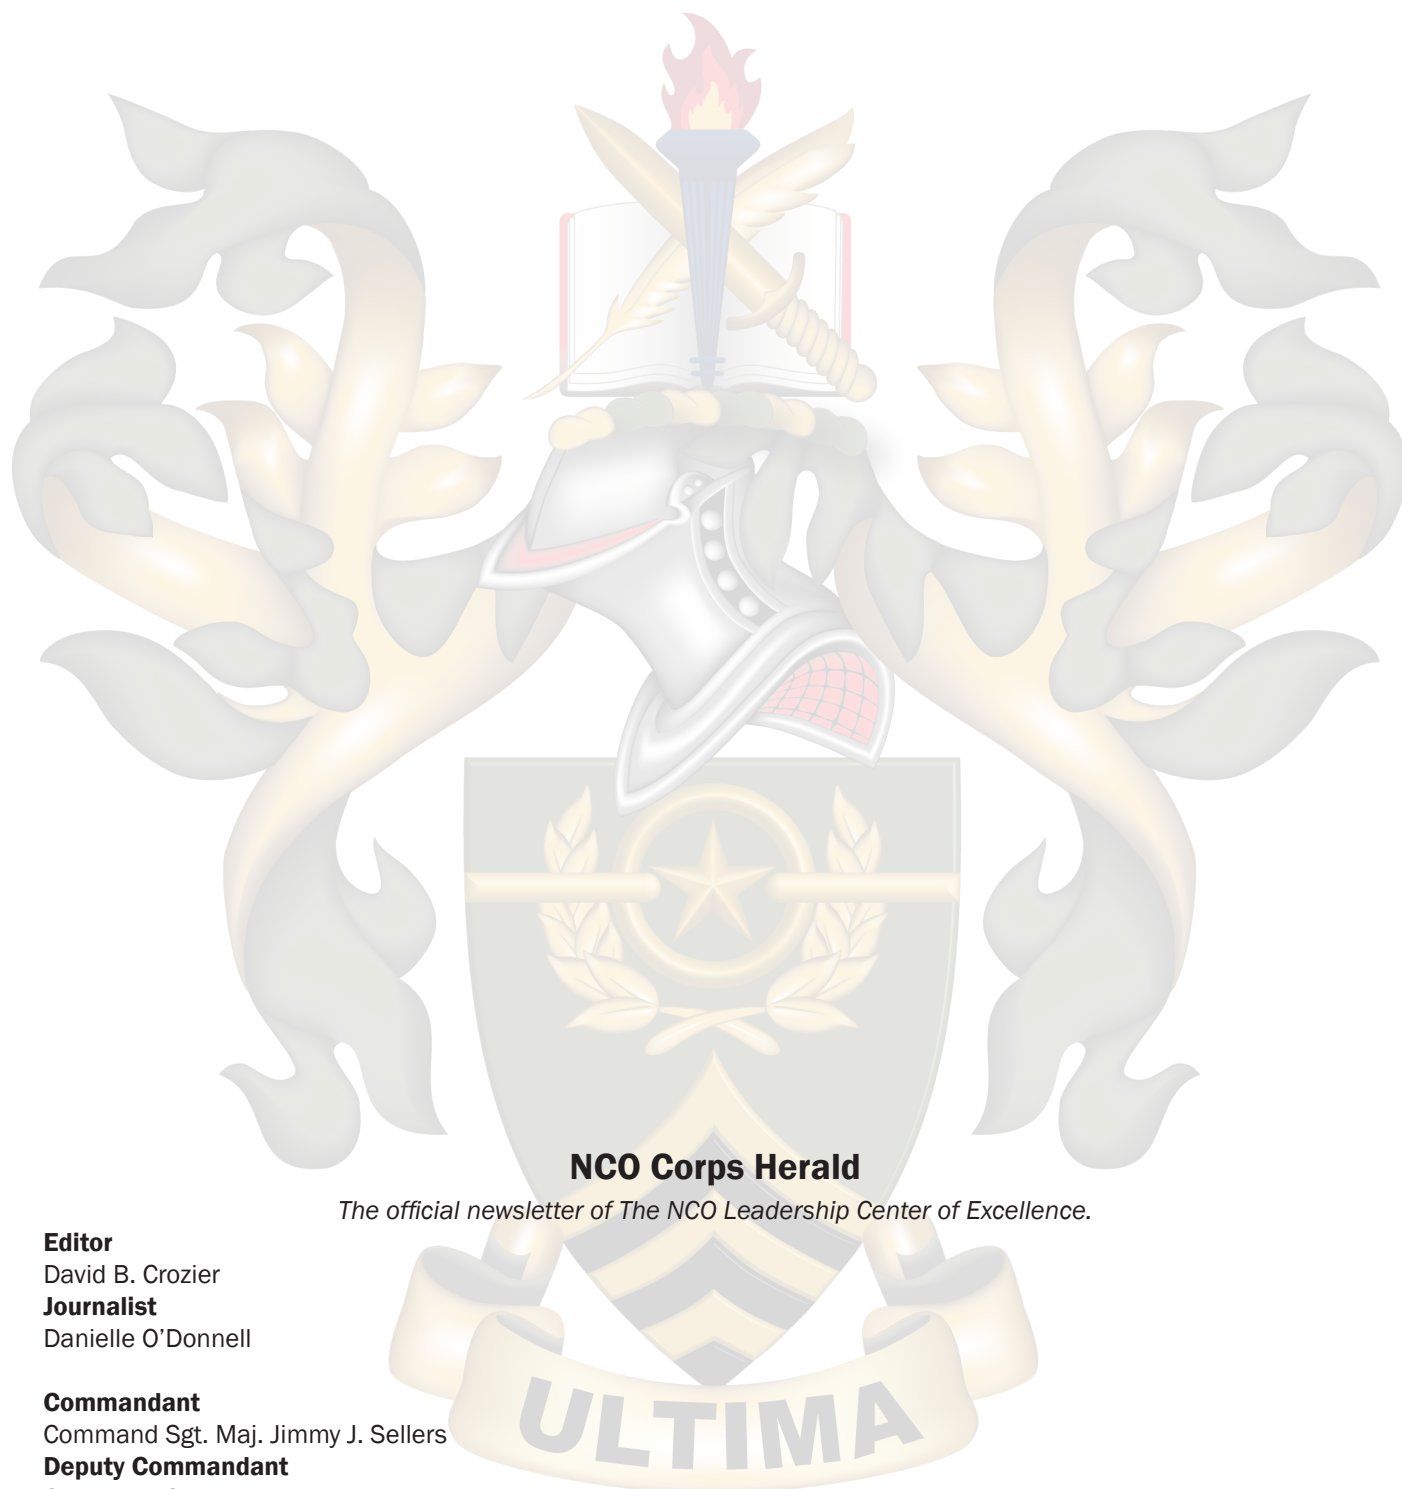 NCO Corps Herald
The official newsletter of The NCO Leadership Center of Excellence.
Editor
David B. Crozier
Journalist
Danielle O'Donnell
Commandant
Command Sgt. Maj. Jimmy J. Sellers
Deputy Commandant
ULTIMA